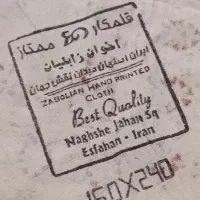 قلمکار ممتاز
اخوان زابلیان
ایران اصفهان میدان نقش جهان
ZABOLIAN HAND PRINTED
CLOTH
Best Quality
Naghshe Jahan Sq
Esfahan - Iran
160X240